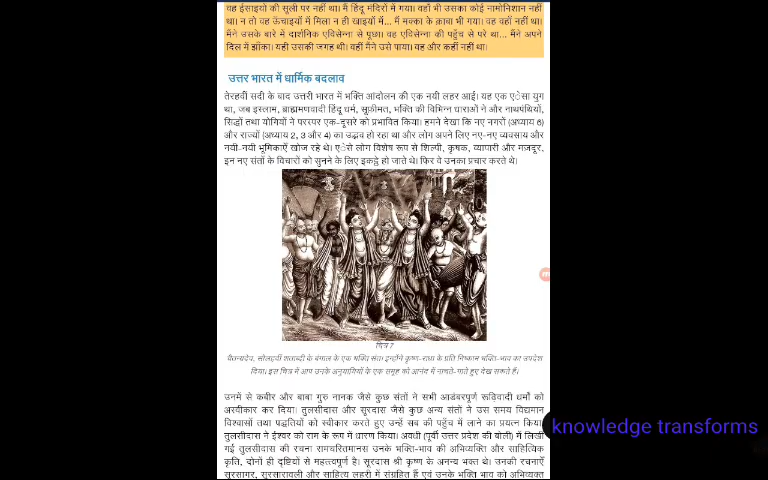 वह ईसाइयों की सूली पर नहीं था। मैं हिंदू मंदिरों में गया। वहाँ भी उसका कोई नामोनिशान नहीं
था। न तो वह ऊँचाइयों में मिला न ही खाइयों में... मैं मक्का के क़ाबा भी गया। वह वहाँ नहीं था।
मैंने उसके बारे में दार्शनिक एविसेन्ना से पूछा। वह एविसेन्ना की पहुँच से परे था... मैंने अपने
दिल में झाँका। यही उसकी जगह थी। वहीं मैंने उसे पाया। वह और कहीं नहीं था।
उत्तर भारत में धार्मिक बदलाव
तेरहवीं सदी के बाद उत्तरी भारत में भक्ति आंदोलन की एक नयी लहर आई। यह एक एेसा युग
था, जब इस्लाम, ब्राह्मणवादी हिंदू धर्म, सूफ़ीमत, भक्ति की विभिन्न धाराओं ने और नाथपंथियों,
सिद्धों तथा योगियों ने परस्पर एक-दूसरे को प्रभावित किया। हमने देखा कि नए नगरों (अध्याय 6)
और राज्यों (अध्याय 2, 3 और 4) का उद्भव हो रहा था और लोग अपने लिए नए-नए व्यवसाय और
नयी-नयी भूमिकाएँ खोज रहे थे। एेसे लोग विशेष रूप से शिल्पी, कृषक, व्यापारी और मज़दूर,
इन नए संतों के विचारों को सुनने के लिए इकट्ठे हो जाते थे। फिर वे उनका प्रचार करते थे।
चित्र 7
चैतन्यदेव, सोलहवीं शताब्दी के बंगाल के एक भक्ति संत। इन्होंने कृष्ण-राधा के प्रति निष्काम भक्ति-भाव का उपदेश
दिया। इस चित्र में आप उनके अनुयायियों के एक समूह को आनंद में नाचते-गाते हुए देख सकते हैं।
उनमें से कबीर और बाबा गुरु नानक जैसे कुछ संतों ने सभी आडंबरपूर्ण रूढ़िवादी धर्मों को
अस्वीकार कर दिया। तुलसीदास और सूरदास जैसे कुछ अन्य संतों ने उस समय विद्यमान
विश्वासों तथा पद्धतियों को स्वीकार करते हुए उन्हें सब की पहुँच में लाने का प्रयत्न किया।
तुलसीदास ने ईश्वर को राम के रूप में धारण किया। अवधी (पूर्वी उत्तर प्रदेश की बोली) में लिखी
गई तुलसीदास की रचना रामचरितमानस उनके भक्ति-भाव की अभिव्यक्ति और साहित्यिक
कृति, दोनों ही दृष्टियों से महत्त्वपूर्ण है। सूरदास श्री कृष्ण के अनन्य भक्त थे। उनकी रचनाएँ
सूरसागर, सूरसारावली और साहित्य लहरी में संग्रहित हैं एवं उनके भक्ति भाव को अभिव्यक्त
knowledge transforms